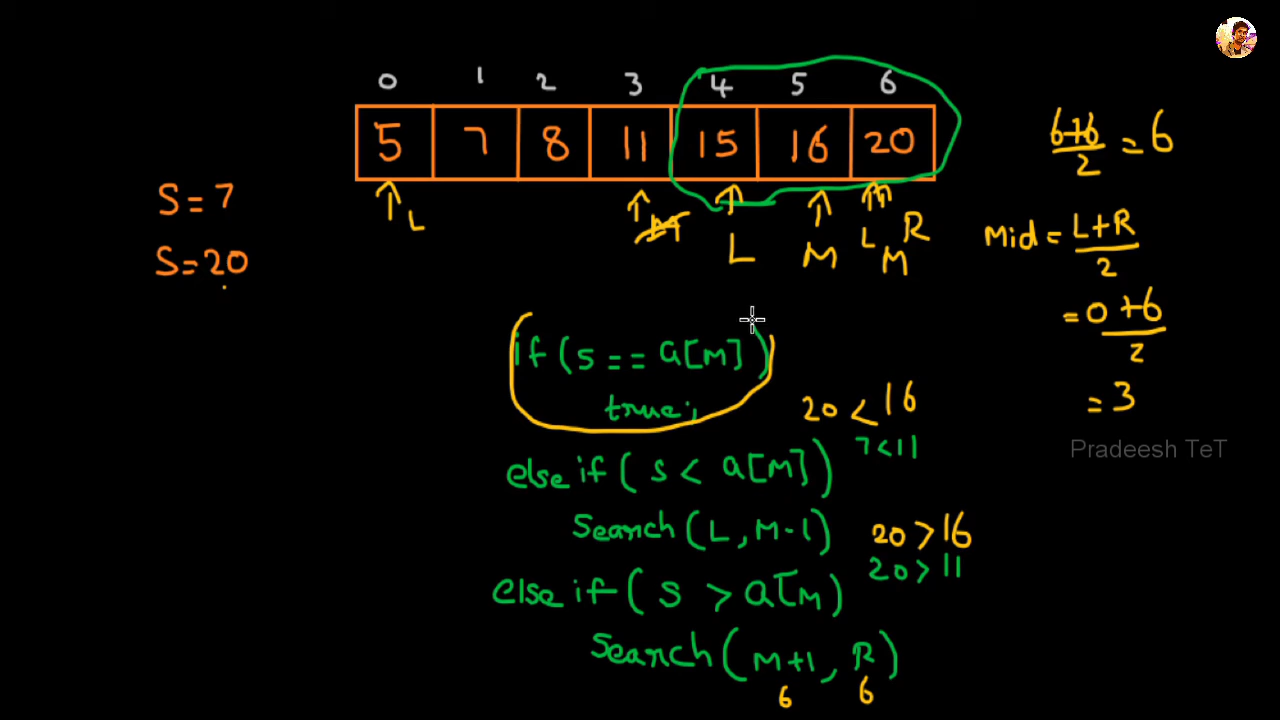 0 1 2 3 4 5 6
5 7 8 11 15 16 20
6+6/2 = 6
S = 7
L M L M L M R
Mid = L+R/2
S = 20
= 0+6/2
if (s == a[M])
= 3
true;
20 < 16
7 < 11
else if (s < a[M])
Pradeesh TeT
Search (L, M-1)
20 > 16
20 > 11
else if (s > a[M)
Search (M+1, R)
6 6